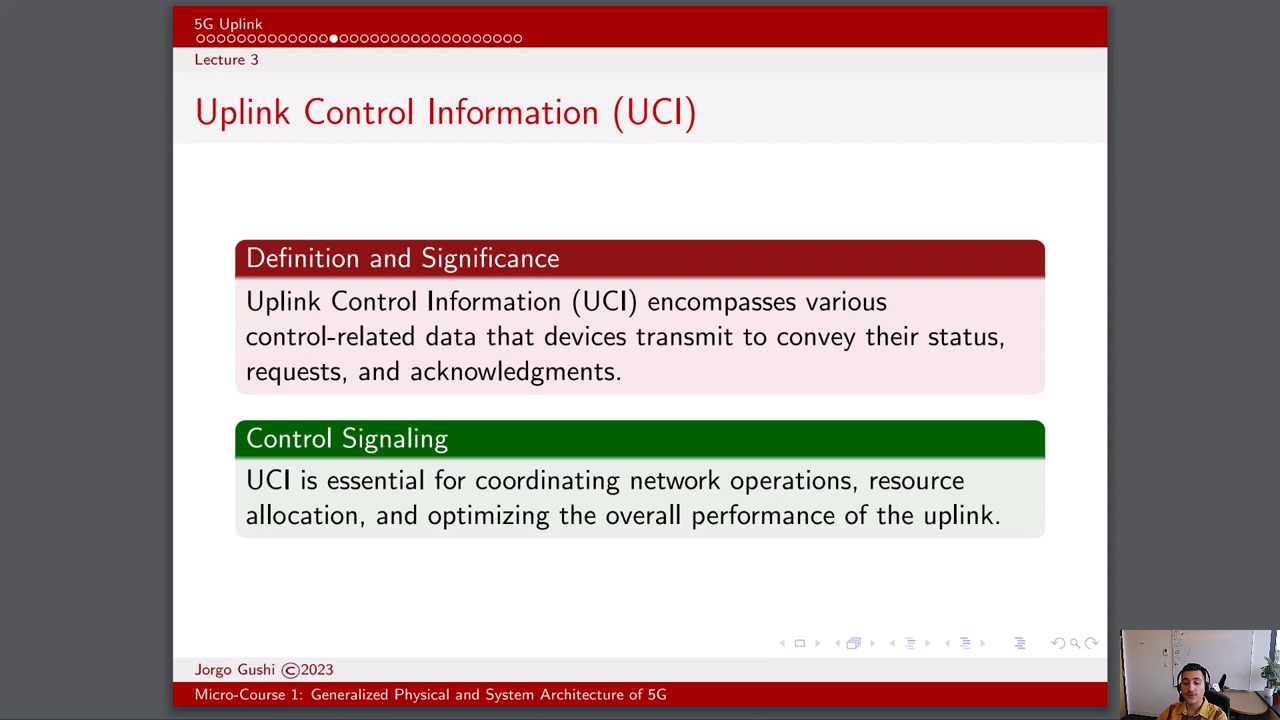 5G Uplink
Lecture 3
Uplink Control Information (UCI)
Definition and Significance
Uplink Control Information (UCI) encompasses various
control-related data that devices transmit to convey their status,
requests, and acknowledgments.
Control Signaling
UCI is essential for coordinating network operations, resource
allocation, and optimizing the overall performance of the uplink.
Jorgo Gushi ©2023
Micro-Course 1: Generalized Physical and System Architecture of 5G